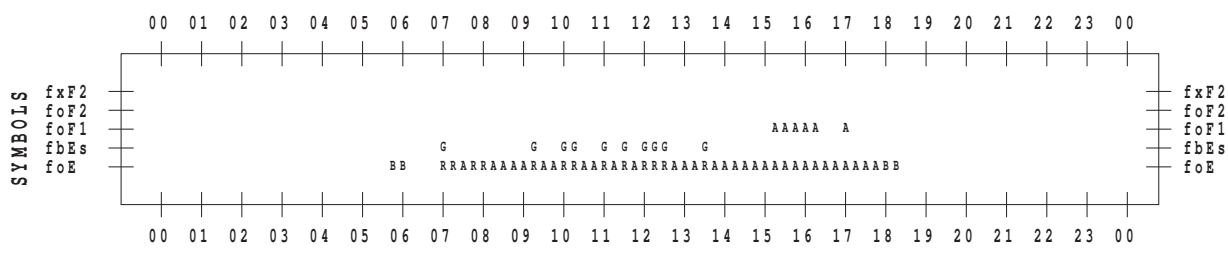 00 01 02 03 04 05 06 07 08 09 10 11 12 13 14 15 16 17 18 19 20 21 22 23 00
SYMBOLS
fxF2 fxF2
foF2 foF2
foF1 AAAAA A foF1
fbEs G G GG G G GGG G fbEs
foE BB RRARRAAAARAARRAARARARRRAAARAAAAAAAAAAAAAAAAABB foE
00 01 02 03 04 05 06 07 08 09 10 11 12 13 14 15 16 17 18 19 20 21 22 23 00